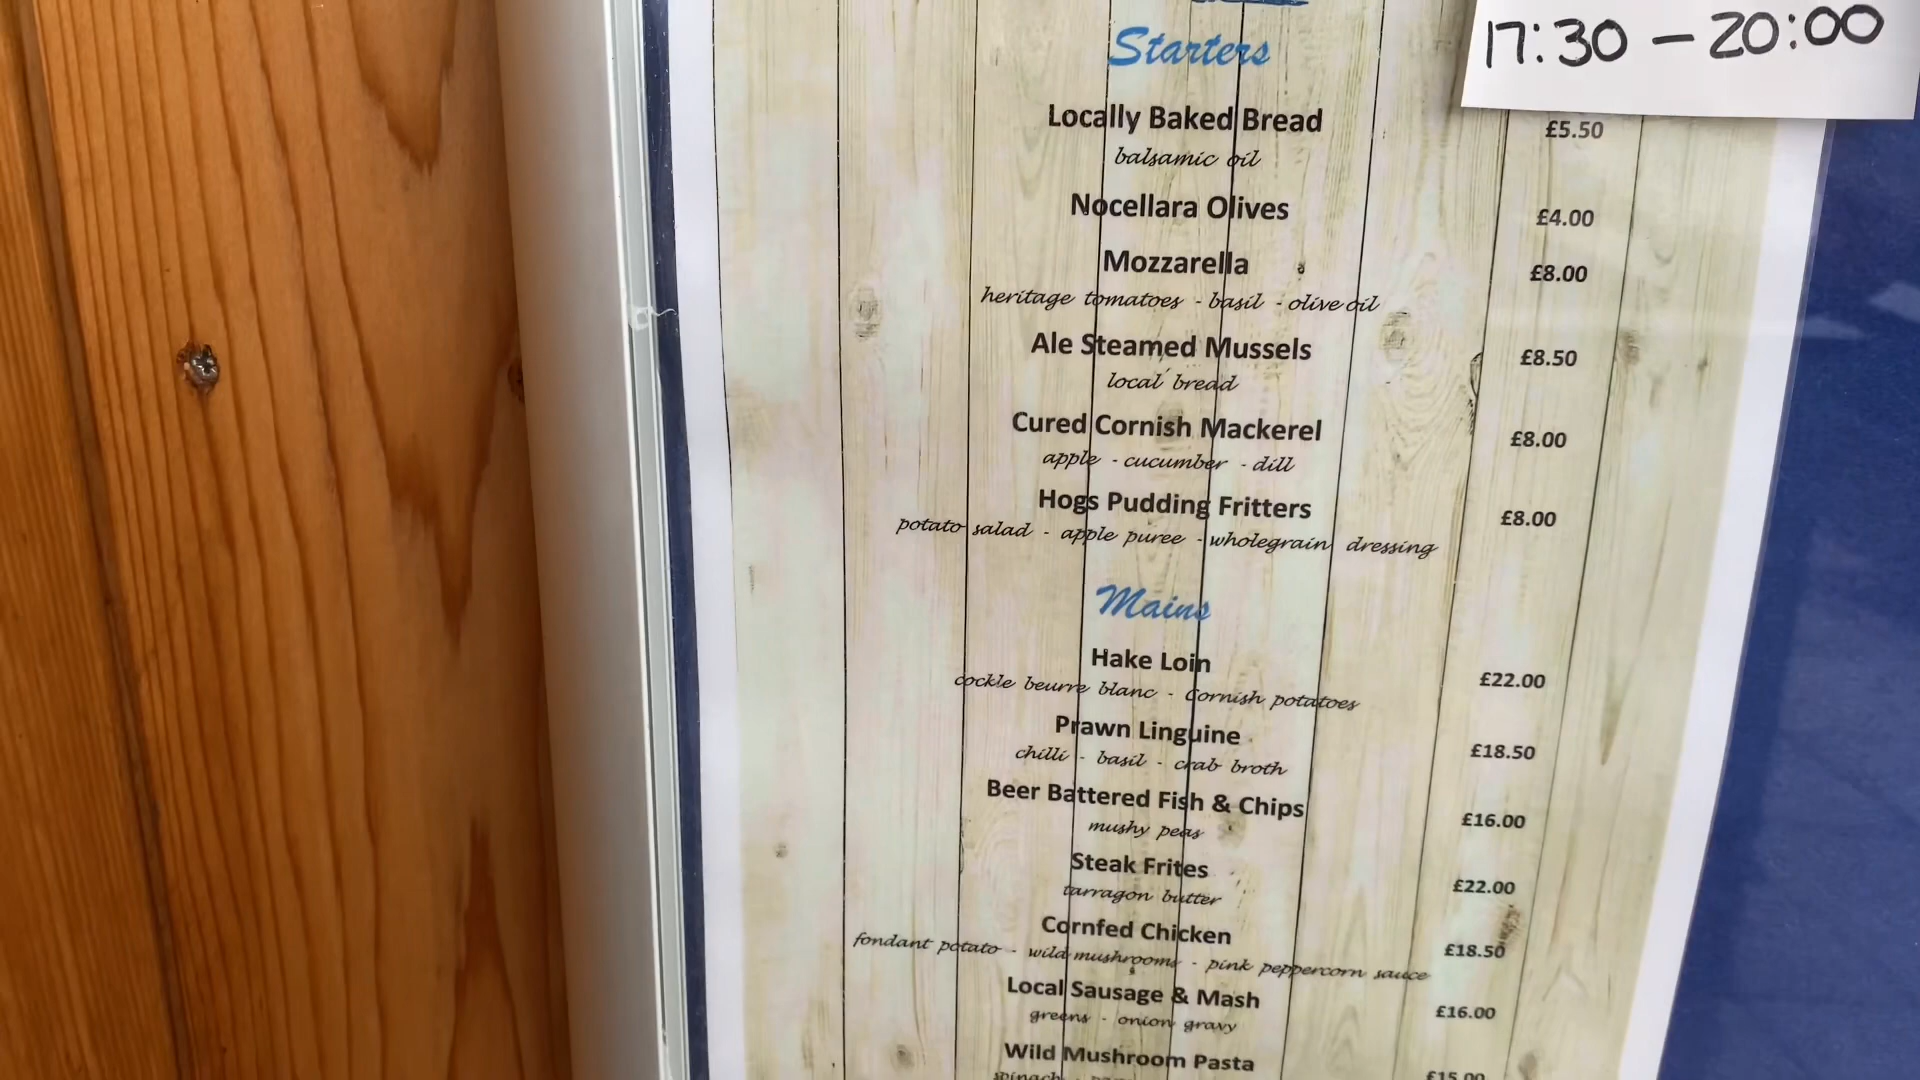 17:30 - 20:00
Starters
Locally Baked Bread £5.50
balsamic oil
Nocellara Olives £4.00
Mozzarella £8.00
heritage tomatoes - basil - olive oil
Ale Steamed Mussels £8.50
local bread
Cured Cornish Mackerel £8.00
apple - cucumber - dill
Hogs Pudding Fritters £8.00
potato salad - apple puree - wholegrain dressing
Mains
Hake Loin £22.00
cockle beurre blanc - Cornish potatoes
Prawn Linguine £18.50
chilli - basil - crab broth
Beer Battered Fish & Chips £16.00
mushy peas
Steak Frites £22.00
tarragon butter
Cornfed Chicken £18.50
fondant potato - wild mushrooms - pink peppercorn sauce
Local Sausage & Mash £16.00
greens - onion gravy
Wild Mushroom Pasta £15.00
spinach